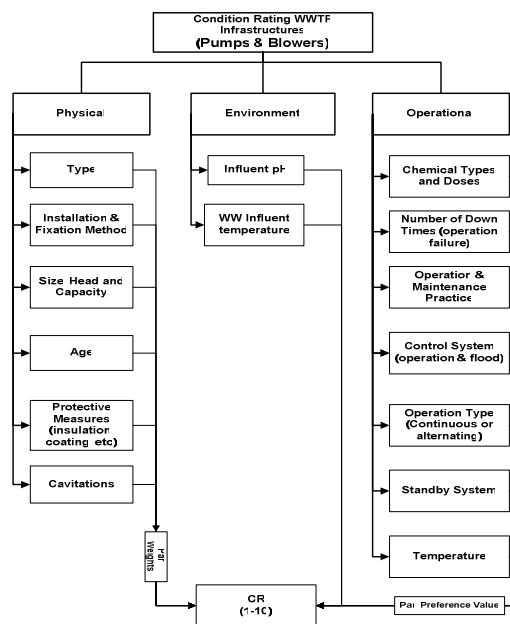 Condition Rating WWTP
Infrastructures
(Pumps & Blowers)
Physical
Environment
Operational
Type
Installation &
Fixation Method
Size Head and
Capacity
Age
Protective
Measures
(insulation
coating etc)
Cavitations
Influent pH
WW Influent
temperature
Chemical Types
and Doses
Number of Down
Times (operation
failure)
Operation &
Maintenance
Practice
Control System
(operation & flood)
Operation Type
(Continuous or
alternating)
Standby System
Temperature
Par
Weights
CR
(1-10)
Par Preference Value